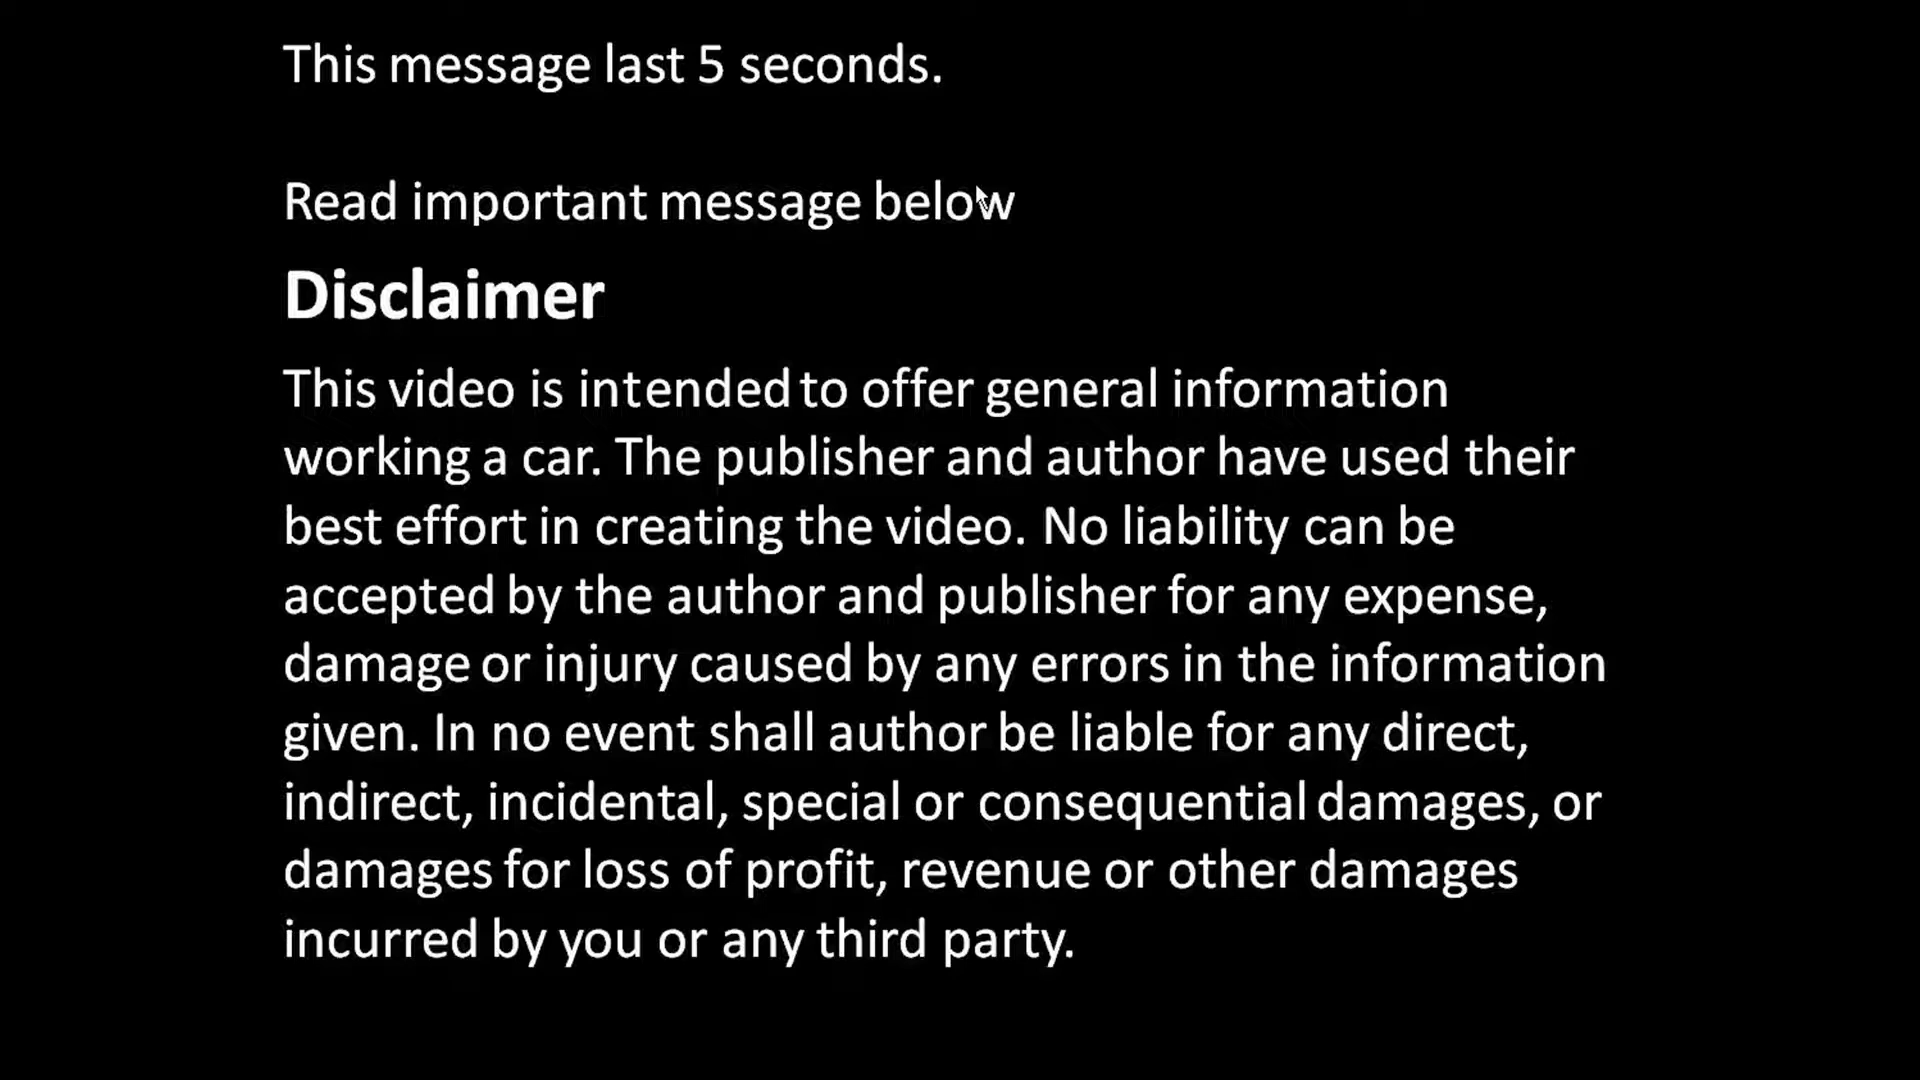 This message last 5 seconds.
Read important message below
Disclaimer
This video is intended to offer general information
working a car. The publisher and author have used their
best effort in creating the video. No liability can be
accepted by the author and publisher for any expense,
damage or injury caused by any errors in the information
given. In no event shall author be liable for any direct,
indirect, incidental, special or consequential damages, or
damages for loss of profit, revenue or other damages
incurred by you or any third party.